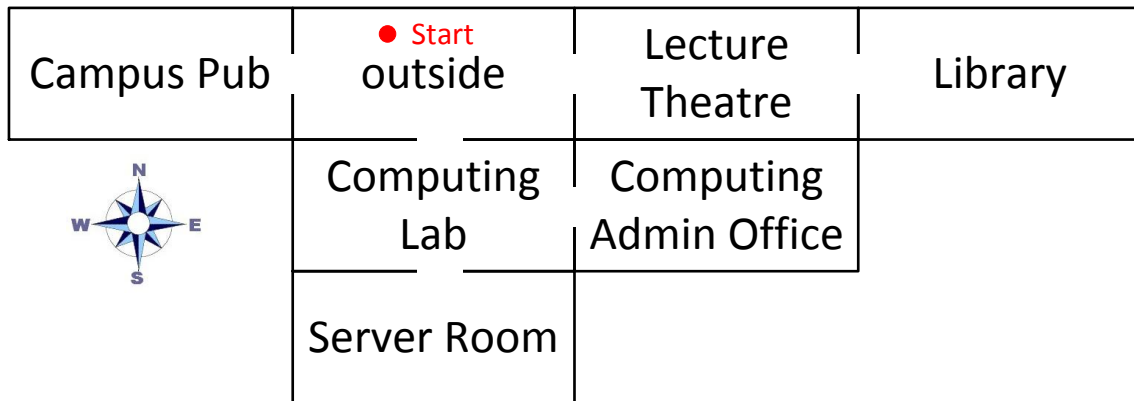 Start
Campus Pub
outside
Lecture
Theatre
Library
N
W
E
S
Computing
Lab
Computing
Admin Office
Server Room